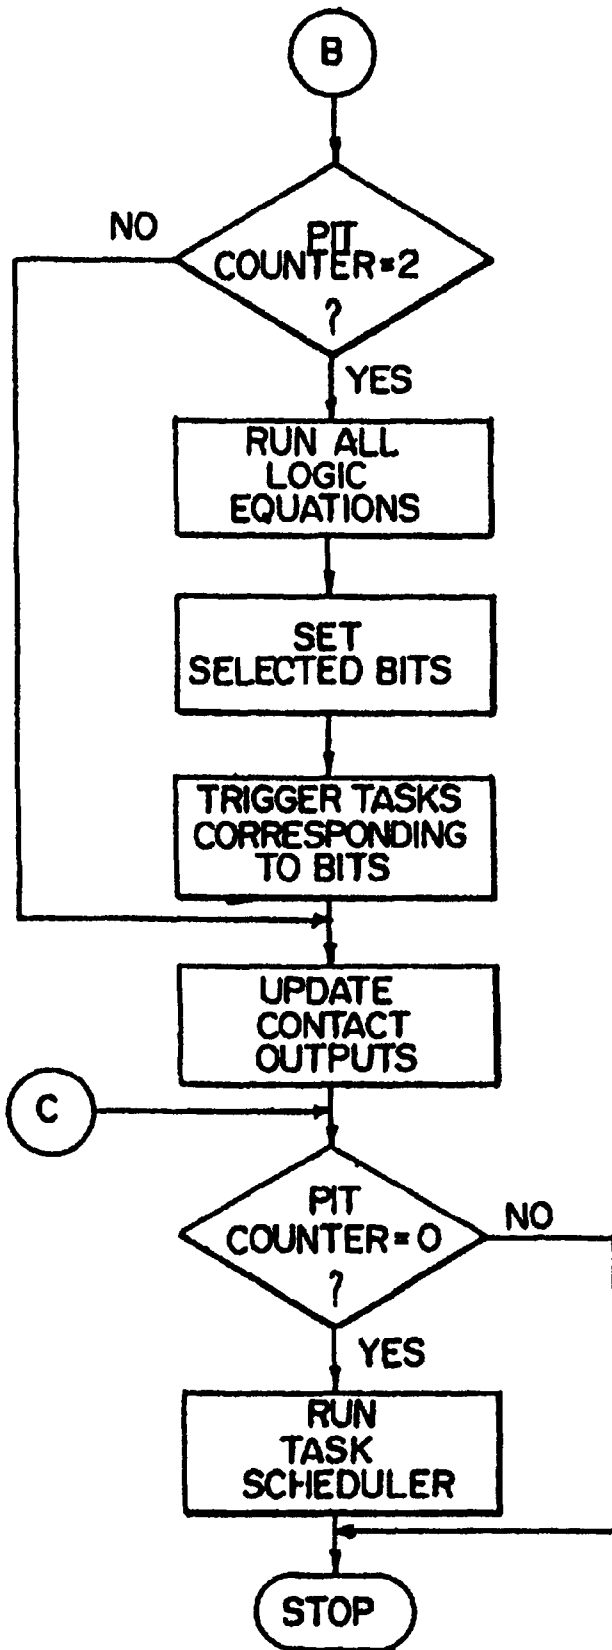 B
PIT
COUNTER=2
?
NO
YES
RUN ALL
LOGIC
EQUATIONS
SET
SELECTED BITS
TRIGGER TASKS
CORRESPONDING
TO BITS
UPDATE
CONTACT
OUTPUTS
C
PIT
COUNTER=0
?
NO
YES
RUN
TASK
SCHEDULER
STOP